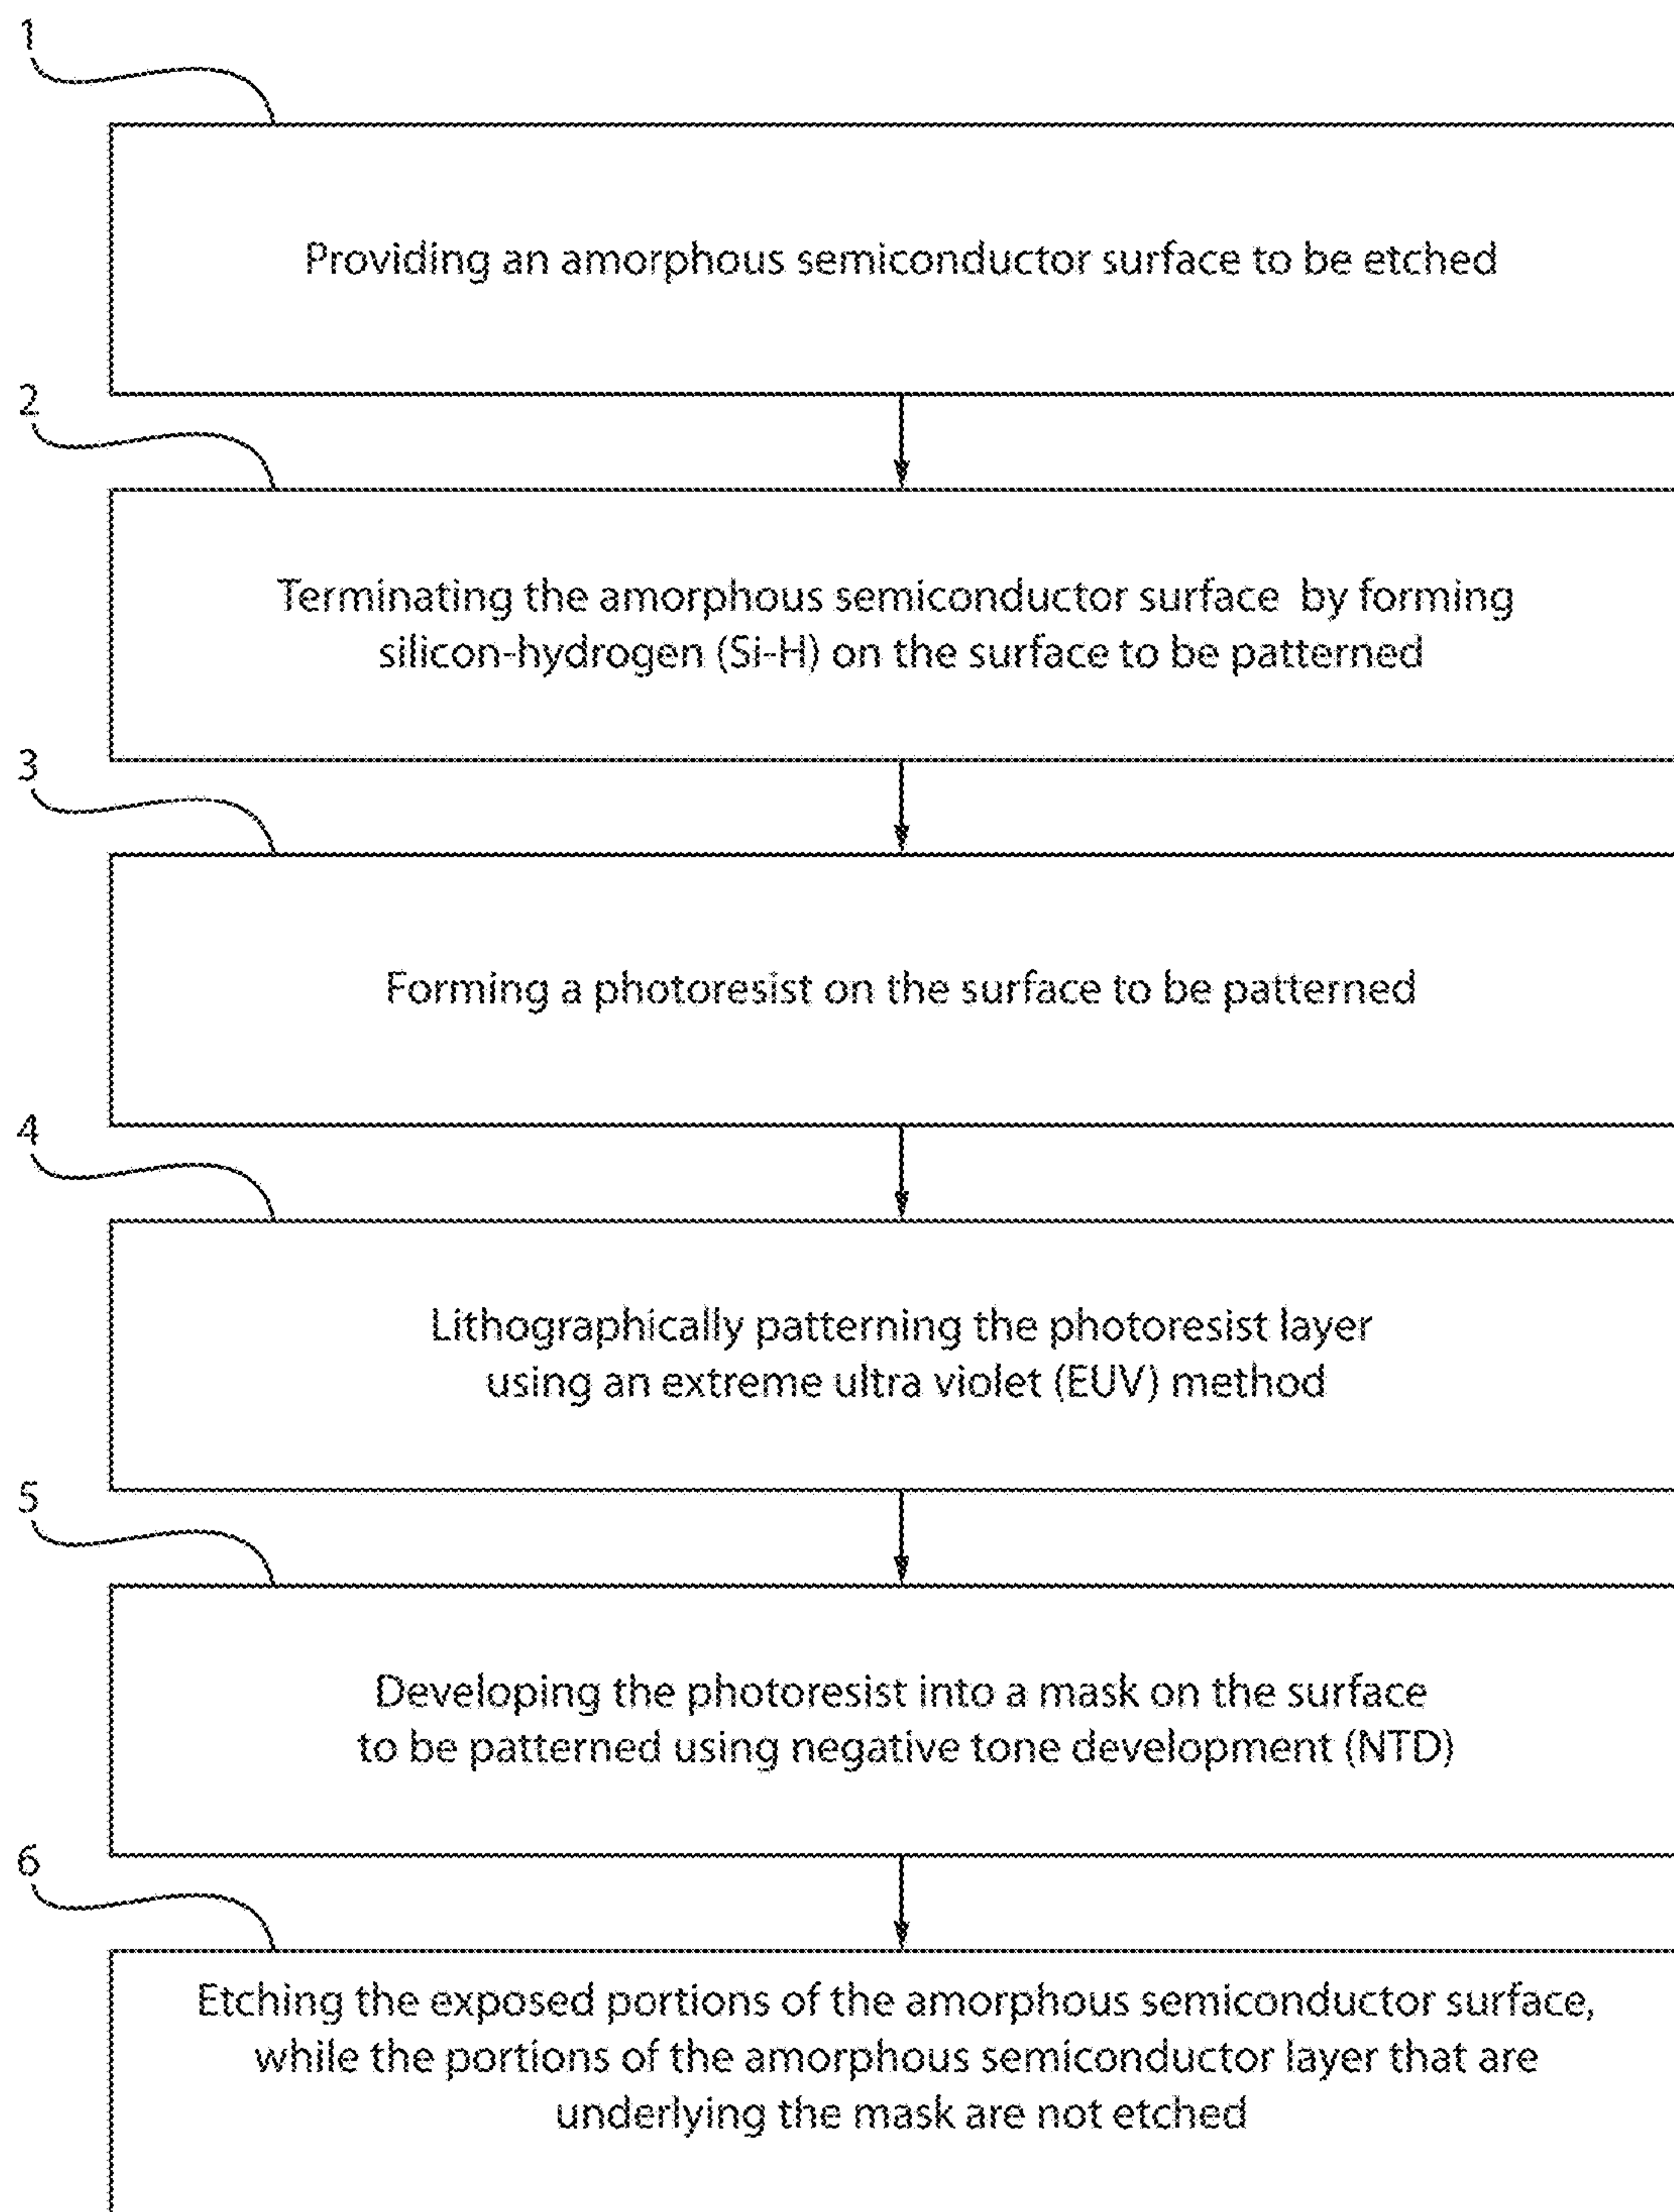 1
Providing an amorphous semiconductor surface to be etched
2
Terminating the amorphous semiconductor surface by forming
silicon-hydrogen (Si-H) on the surface to be patterned
3
Forming a photoresist on the surface to be patterned
4
Lithographically patterning the photoresist layer
using an extreme ultra violet (EUV) method
5
Developing the photoresist into a mask on the surface
to be patterned using negative tone development (NTD)
6
Etching the exposed portions of the amorphous semiconductor surface,
while the portions of the amorphous semiconductor layer that are
underlying the mask are not etched